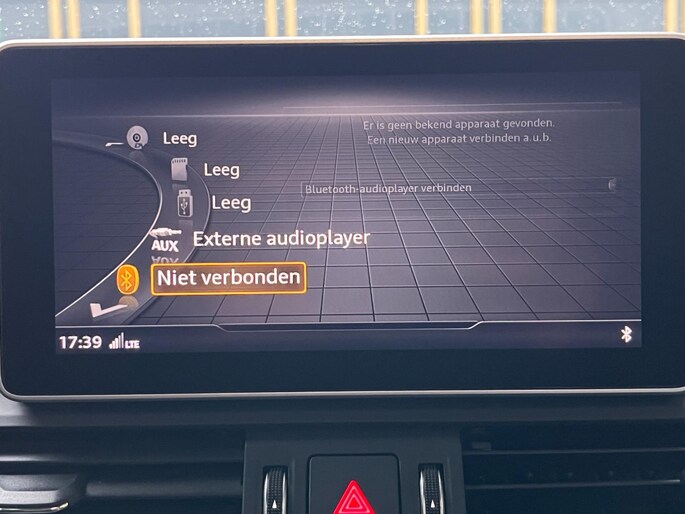 Er is geen bekend apparaat gevonden.
Een nieuw apparaat verbinden a.u.b.
Leeg
Leeg
Bluetooth-audioplayer verbinden
Leeg
AUX
Externe audioplayer
Niet verbonden
17:39
LTE